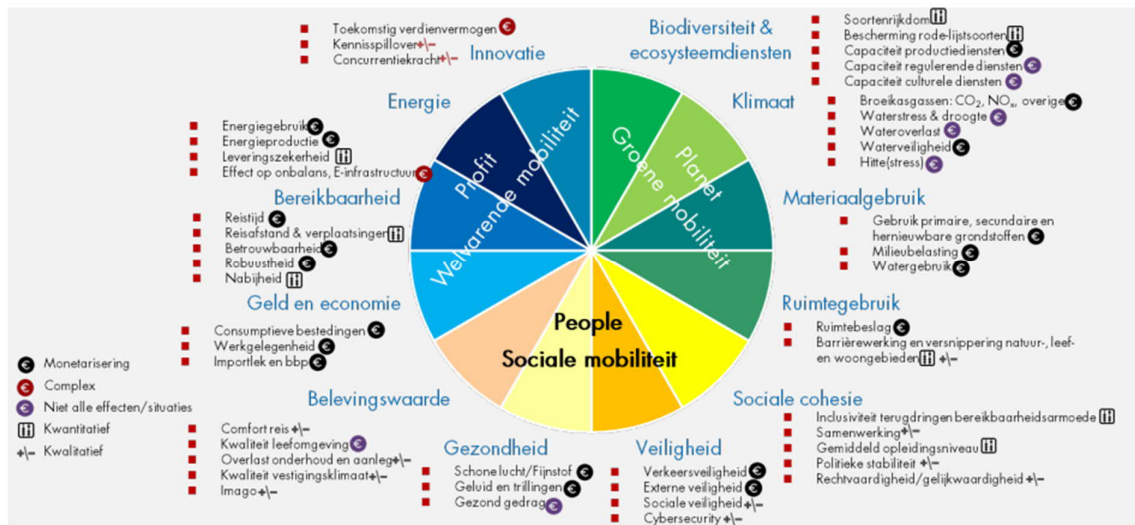 Innovatie
Toekomstig verdienvermogen €
Kennisspillover+\-
Concurrentiekracht+\-
Biodiversiteit &
ecosysteemdiensten
Soortenrijkdom
Bescherming rode-lijstsoorten
Capaciteit productiediensten €
Capaciteit regulerende diensten €
Capaciteit culturele diensten €
Klimaat
Broeikasgassen: CO₂, NOₓ, overige €
Waterstress & droogte €
Wateroverlast €
Waterveiligheid €
Hitte(stress) €
Materiaalgebruik
Gebruik primaire, secundaire en
hernieuwbare grondstoffen €
Milieubelasting €
Watergebruik €
Ruimtegebruik
Ruimtebeslag €
Barrièrewerking en versnippering natuur-, leef-
en woongebieden +\-
Sociale cohesie
Inclusiviteit terugdringen bereikbaarheidsarmoede
Samenwerking+\-
Gemiddeld opleidingsniveau
Politieke stabiliteit +\-
Rechtvaardigheid/gelijkwaardigheid +\-
Veiligheid
Verkeersveiligheid €
Externe veiligheid €
Sociale veiligheid +\-
Cybersecurity +\-
Gezondheid
Schone lucht/Fijnstof €
Geluid en trillingen €
Gezond gedrag €
Belevingswaarde
Comfort reis +\-
Kwaliteit leefomgeving €
Overlast onderhoud en aanleg+\-
Kwaliteit vestigingsklimaat+\-
Imago+\-
Geld en economie
Consumptieve bestedingen €
Werkgelegenheid €
Importlek en bbp €
Bereikbaarheid
Reistijd €
Reisafstand & verplaatsingen
Betrouwbaarheid €
Robuustheid €
Nabijheid
Energie
Energiegebruik €
Energieproductie €
Leveringszekerheid
Effect op onbalans, E-infrastructuur €
Profit
Welvarende mobiliteit
Planet
Groene mobiliteit
People
Sociale mobiliteit
€ Monetarisering
€ Complex
€ Niet alle effecten/situaties
Kwantitatief
+\- Kwalitatief